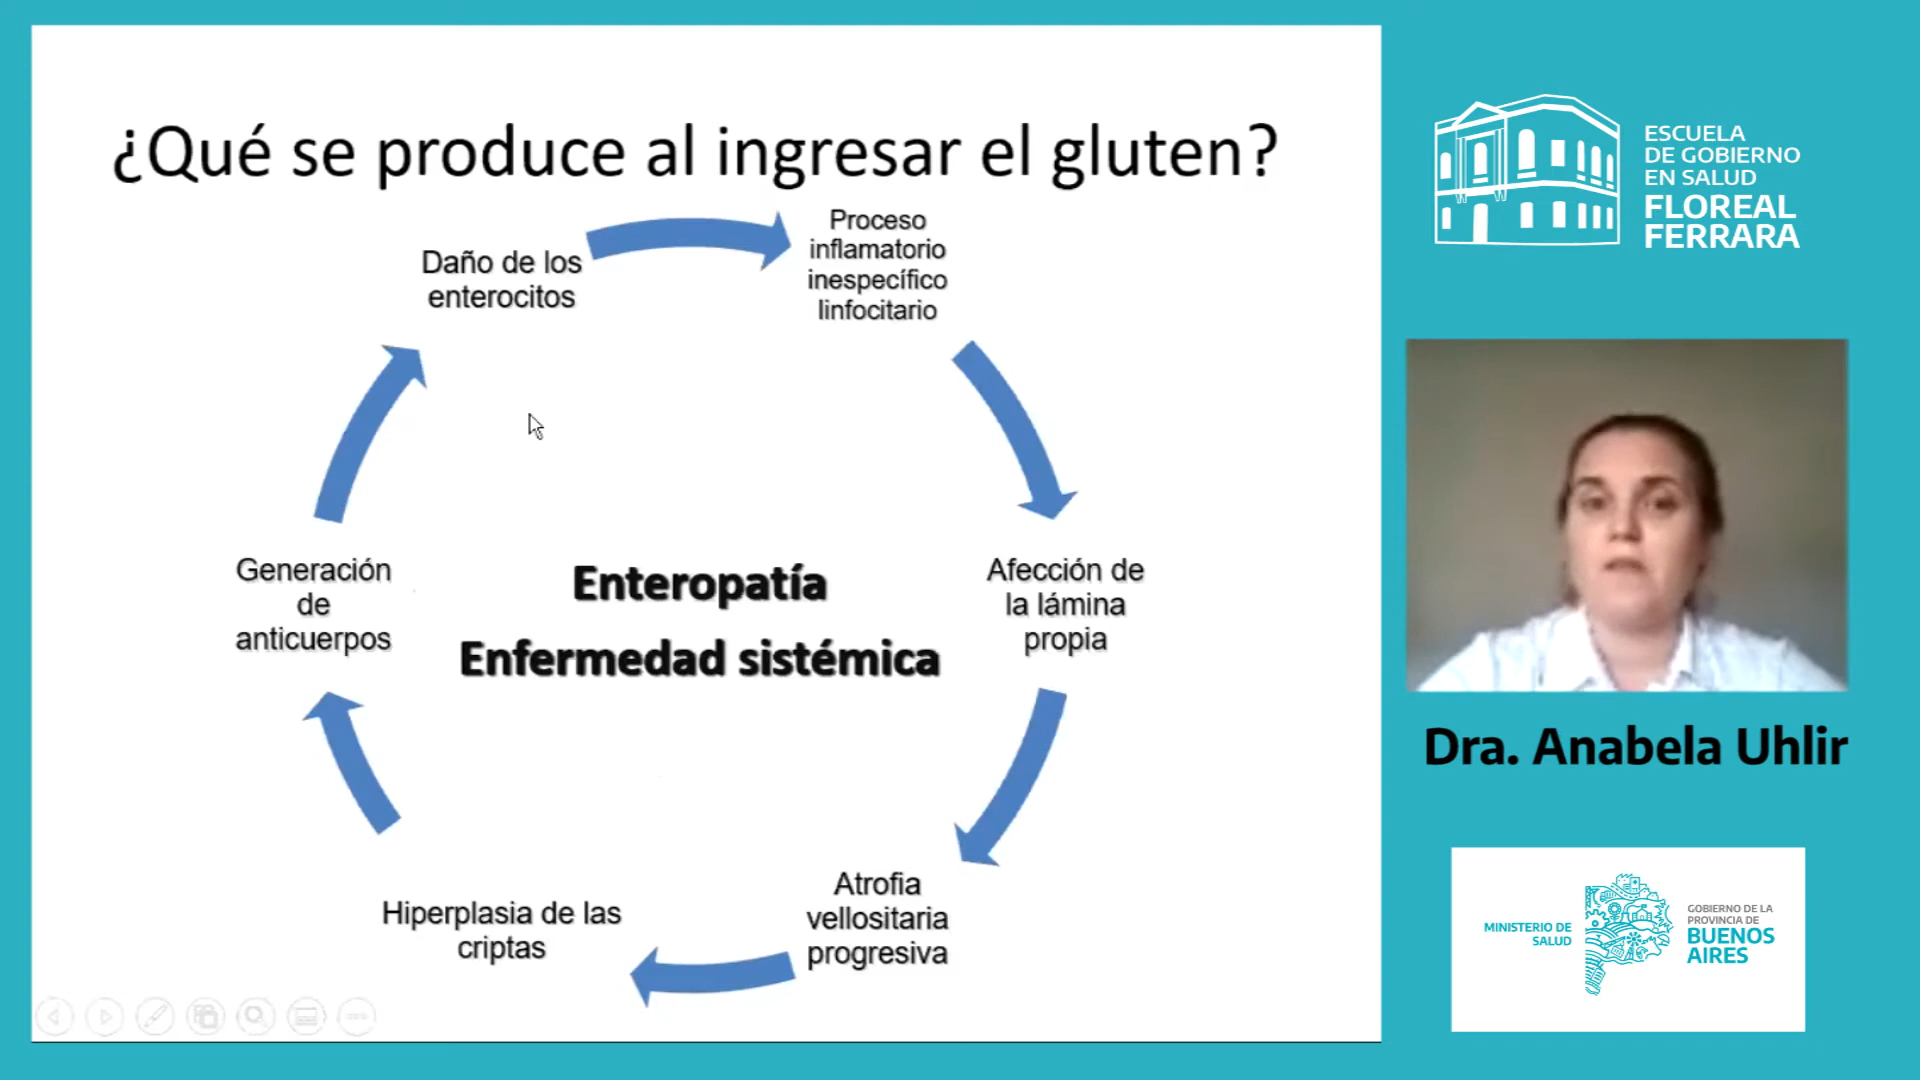 ¿Qué se produce al ingresar el gluten?
Daño de los
enterocitos
Proceso
inflamatorio
inespecífico
linfocitario
Afección de
la lámina
propia
Atrofia
vellositaria
progresiva
Hiperplasia de las
criptas
Generación
de
anticuerpos
Enteropatía
Enfermedad sistémica
ESCUELA
DE GOBIERNO
EN SALUD
FLOREAL
FERRARA
Dra. Anabela Uhlir
MINISTERIO DE
SALUD
GOBIERNO DE LA
PROVINCIA DE
BUENOS
AIRES